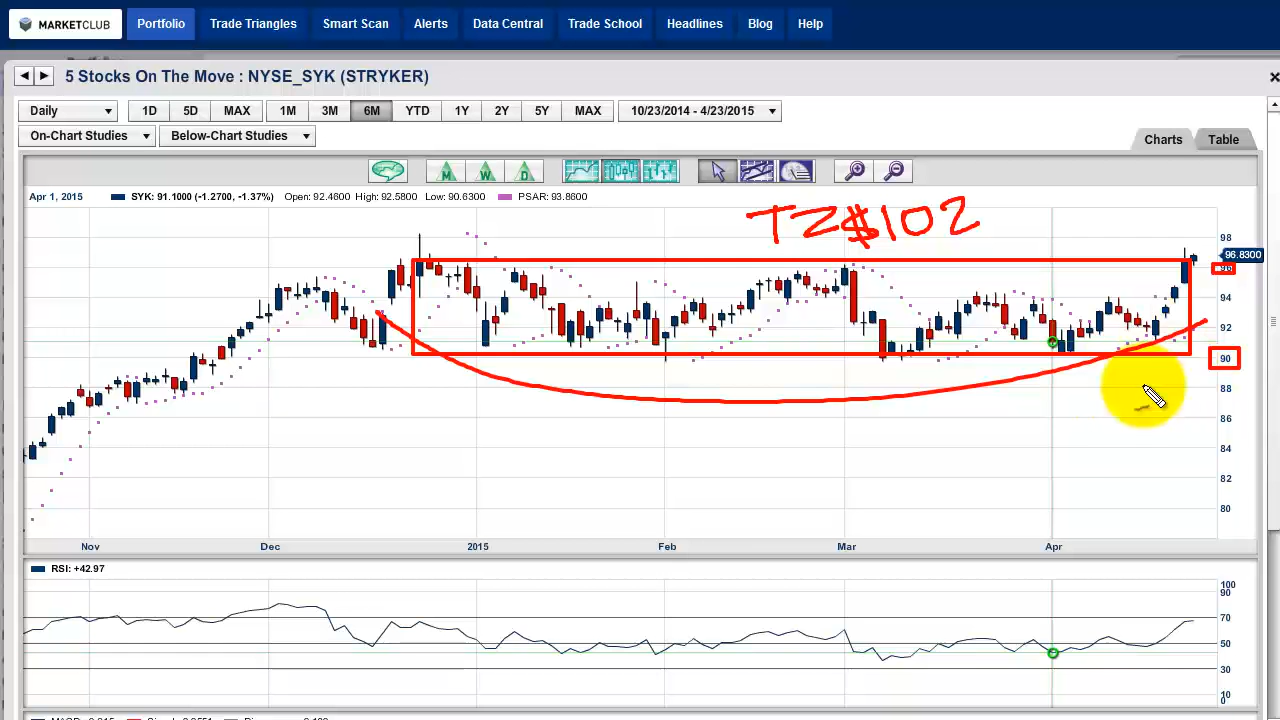 MARKETCLUB Portfolio Trade Triangles Smart Scan Alerts Data Central Trade School Headlines Blog Help
5 Stocks On The Move : NYSE_SYK (STRYKER)
Daily 1D 5D MAX 1M 3M 6M YTD 1Y 2Y 5Y MAX 10/23/2014 - 4/23/2015
On-Chart Studies Below-Chart Studies
Charts Table
M W D
Apr 1, 2015 SYK: 91.1000 (-1.2700, -1.37%) Open: 92.4600 High: 92.5800 Low: 90.6300 PSAR: 93.8600
TZ$102
98
96.8300
96
94
92
90
88
86
84
82
80
Nov Dec 2015 Feb Mar Apr
RSI: +42.97
100
90
70
50
30
10
0